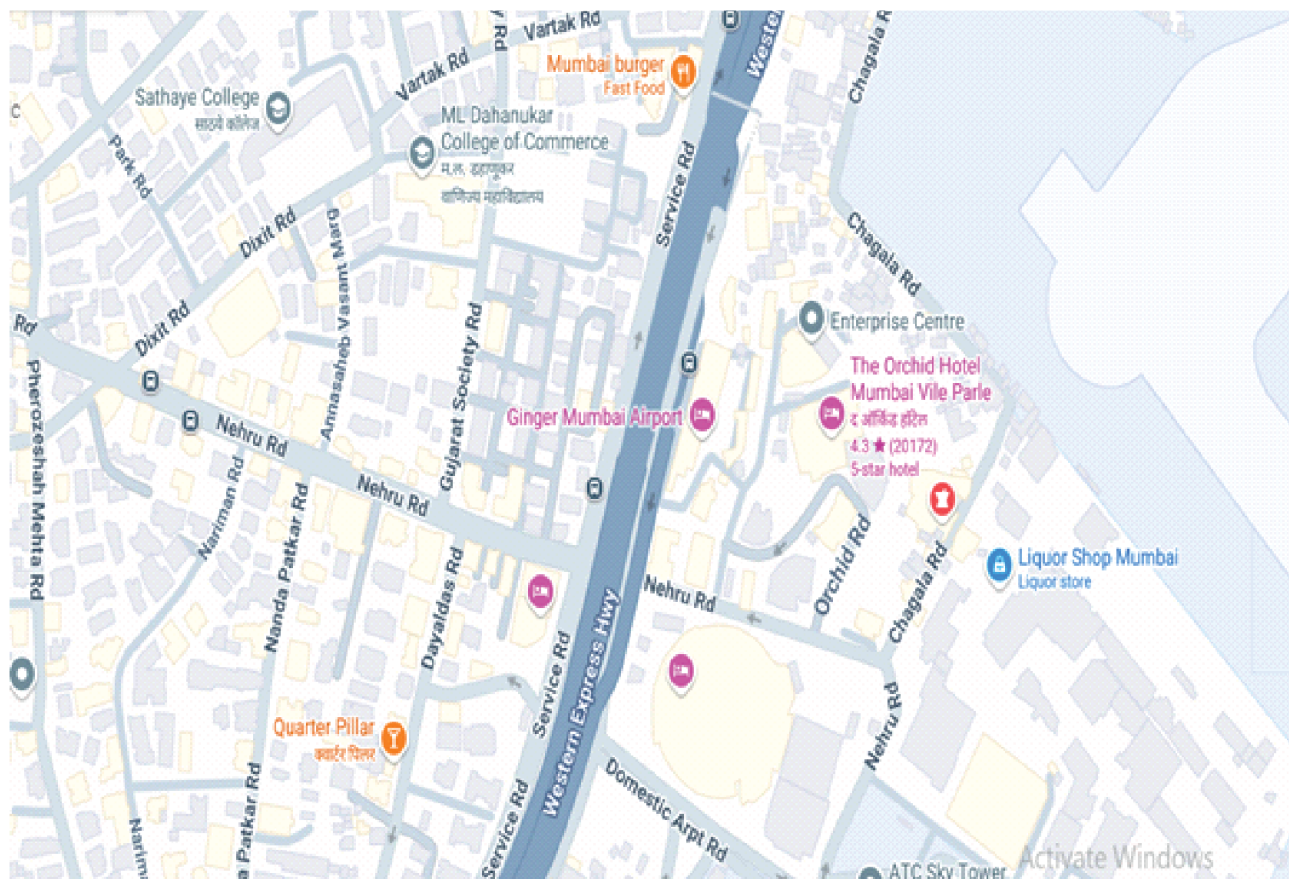 Vartak Rd
Western
Chagala R
Mumbai burger
Fast Food
Vartak Rd
y Rd
Sathaye College
साठ्ये कॉलेज
ML Dahanukar
College of Commerce
म.ल. डहाणूकर
वाणिज्य महाविद्यालय
c
Park Rd
Service Rd
Dixit Rd
Annasaheb Vasant Marg
Chagala Rd
Dixit Rd
Rd
Enterprise Centre
Gujarat Society Rd
The Orchid Hotel
Mumbai Vile Parle
द ऑर्किड हॉटेल
4.3 ★ (20172)
5-star hotel
Pherozeshah Mehta Rd
Ginger Mumbai Airport
Nehru Rd
Nehru Rd
Nariman Rd
Nanda Patkar Rd
Orchid Rd
Chagala Rd
Liquor Shop Mumbai
Liquor store
Nehru Rd
Dayaldas Rd
Western Express Hwy
Service Rd
Quarter Pillar
क्वार्टर पिलर
Nehru Rd
Domestic Arpt Rd
a Patkar Rd
Nariman
Service Rd
ATC Sky Tower
Activate Windows